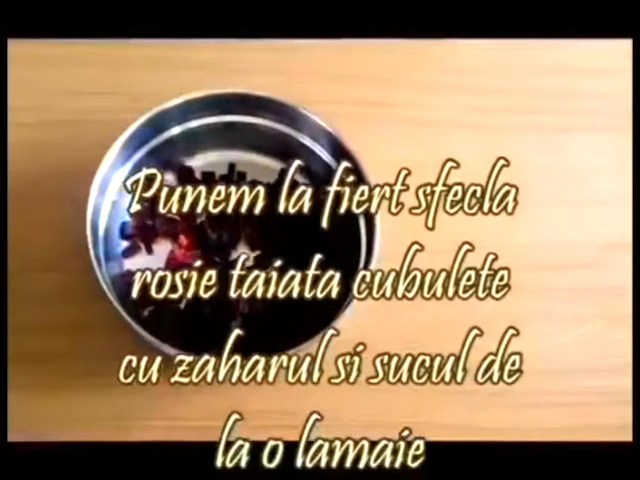 Punem la fiert sfecla
rosie taiata cubulete
cu zaharul si sucul de
la o lamaie